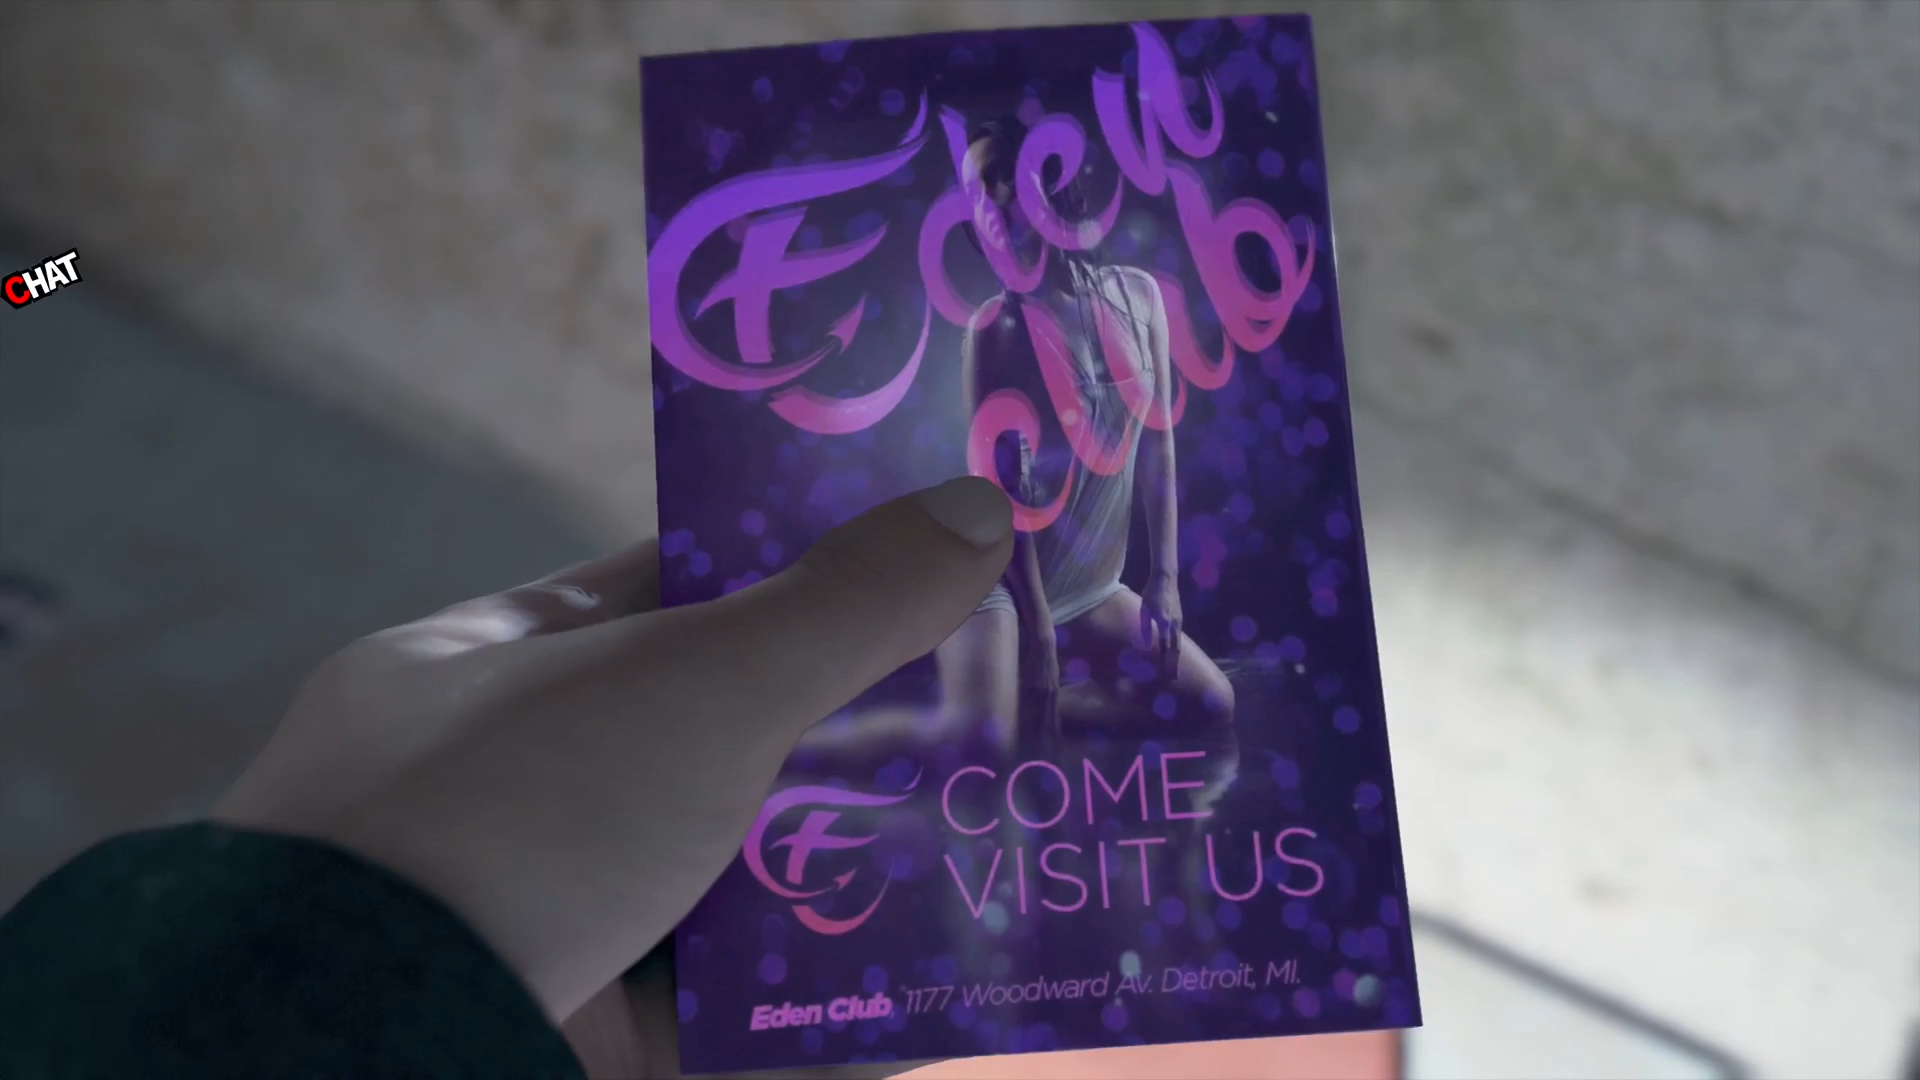 CHAT
Eden
club
COME
VISIT US
Eden Club, 1177 Woodward Av. Detroit, MI.